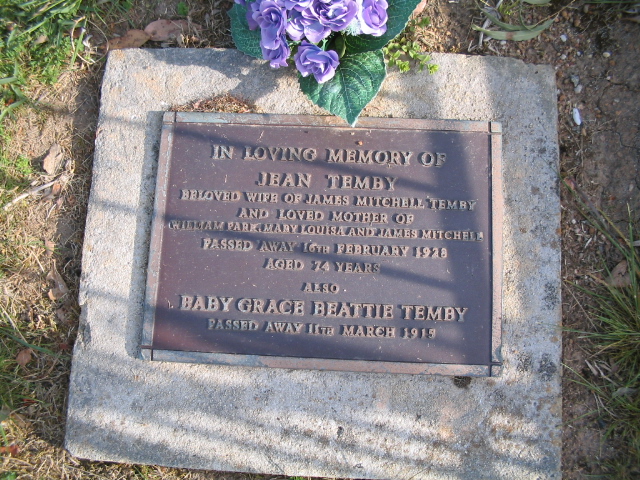 IN LOVING MEMORY OF
JEAN TEMBY
BELOVED WIFE OF JAMES MITCHELL TEMBY
AND LOVED MOTHER OF
WILLIAM PARK, MARY LOUISA AND JAMES MITCHELL
PASSED AWAY 16TH FEBRUARY 1928
AGED 74 YEARS
ALSO
BABY GRACE BEATTIE TEMBY
PASSED AWAY 11TH MARCH 1915